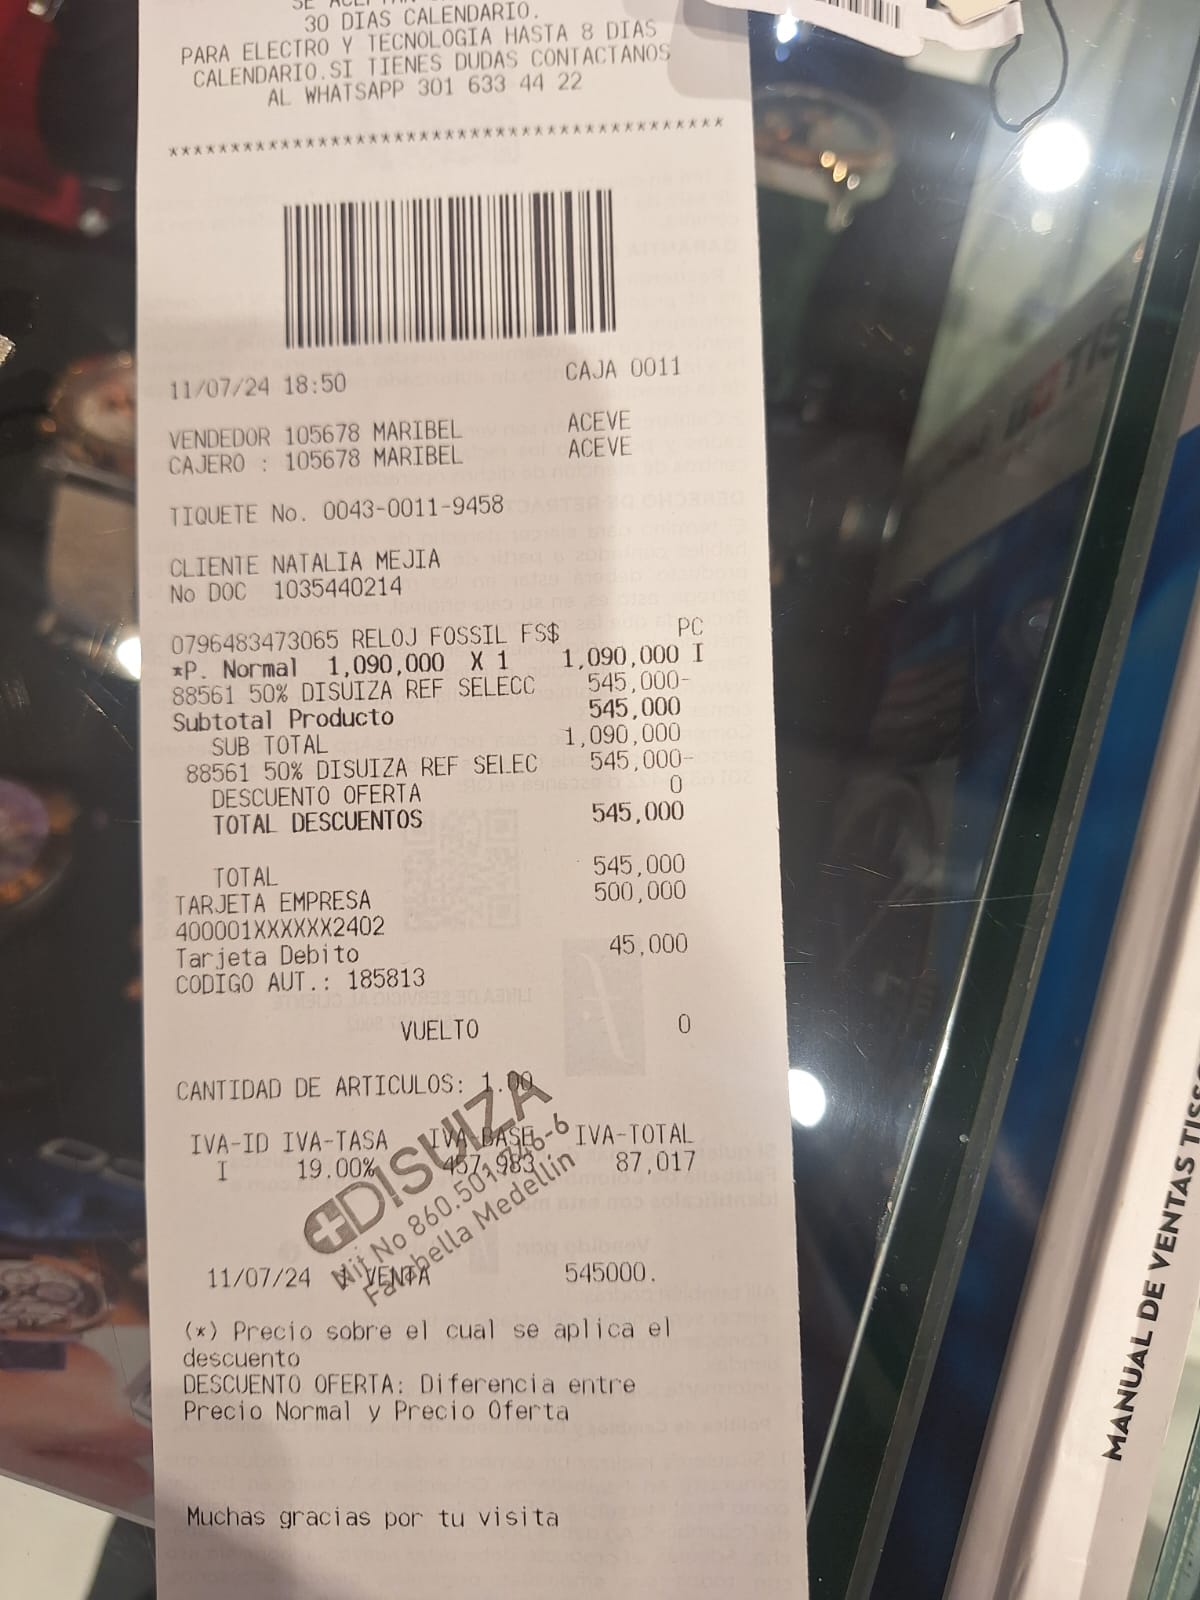 30 DIAS CALENDARIO.
PARA ELECTRO Y TECNOLOGIA HASTA 8 DIAS
CALENDARIO.SI TIENES DUDAS CONTACTANOS
AL WHATSAPP 301 633 44 22
*********************************************
11/07/24 18:50 CAJA 0011
VENDEDOR 105678 MARIBEL ACEVE
CAJERO : 105678 MARIBEL ACEVE
TIQUETE No. 0043-0011-9458
CLIENTE NATALIA MEJIA
No DOC 1035440214
0796483473065 RELOJ FOSSIL FS$ PC
*P. Normal 1,090,000 X 1 1,090,000 I
88561 50% DISUIZA REF SELECC 545,000-
Subtotal Producto 545,000
SUB TOTAL 1,090,000
88561 50% DISUIZA REF SELEC 545,000-
DESCUENTO OFERTA 0
TOTAL DESCUENTOS 545,000
TOTAL 545,000
TARJETA EMPRESA 500,000
400001XXXXXX2402
Tarjeta Debito 45,000
CODIGO AUT.: 185813
VUELTO 0
CANTIDAD DE ARTICULOS: 1.00
IVA-ID IVA-TASA IVA-BASE IVA-TOTAL
I 19.00% 457,983 87,017
DISUIZA
Nit No 860.501. -6
Falabella Medellín
11/07/24 VENTA 545000.
(*) Precio sobre el cual se aplica el
descuento
DESCUENTO OFERTA: Diferencia entre
Precio Normal y Precio Oferta
Muchas gracias por tu visita
MANUAL DE VENTAS